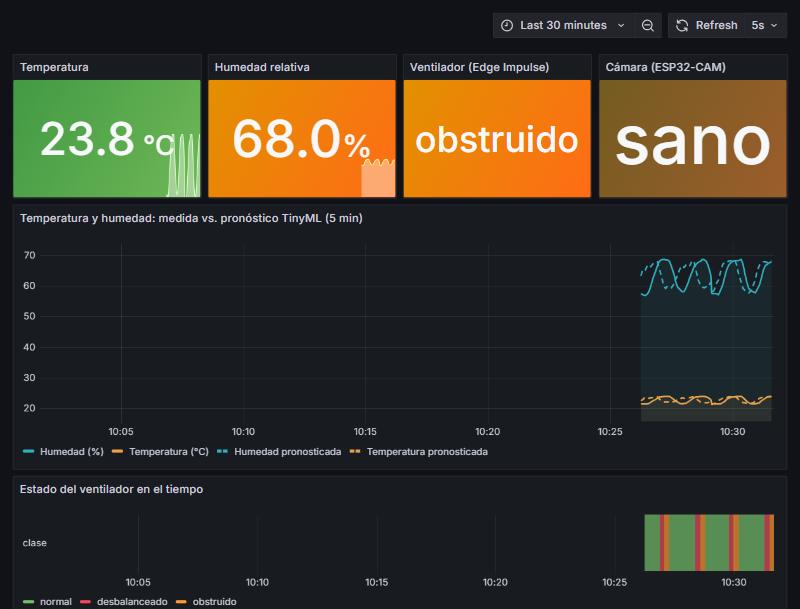 Last 30 minutes Refresh 5s
Temperatura Humedad relativa Ventilador (Edge Impulse) Cámara (ESP32-CAM)
23.8 °C 68.0% obstruido sano
Temperatura y humedad: medida vs. pronóstico TinyML (5 min)
70
60
50
40
30
20
10:05 10:10 10:15 10:20 10:25 10:30
Humedad (%) Temperatura (°C) Humedad pronosticada Temperatura pronosticada
Estado del ventilador en el tiempo
clase
10:05 10:10 10:15 10:20 10:25 10:30
normal desbalanceado obstruido